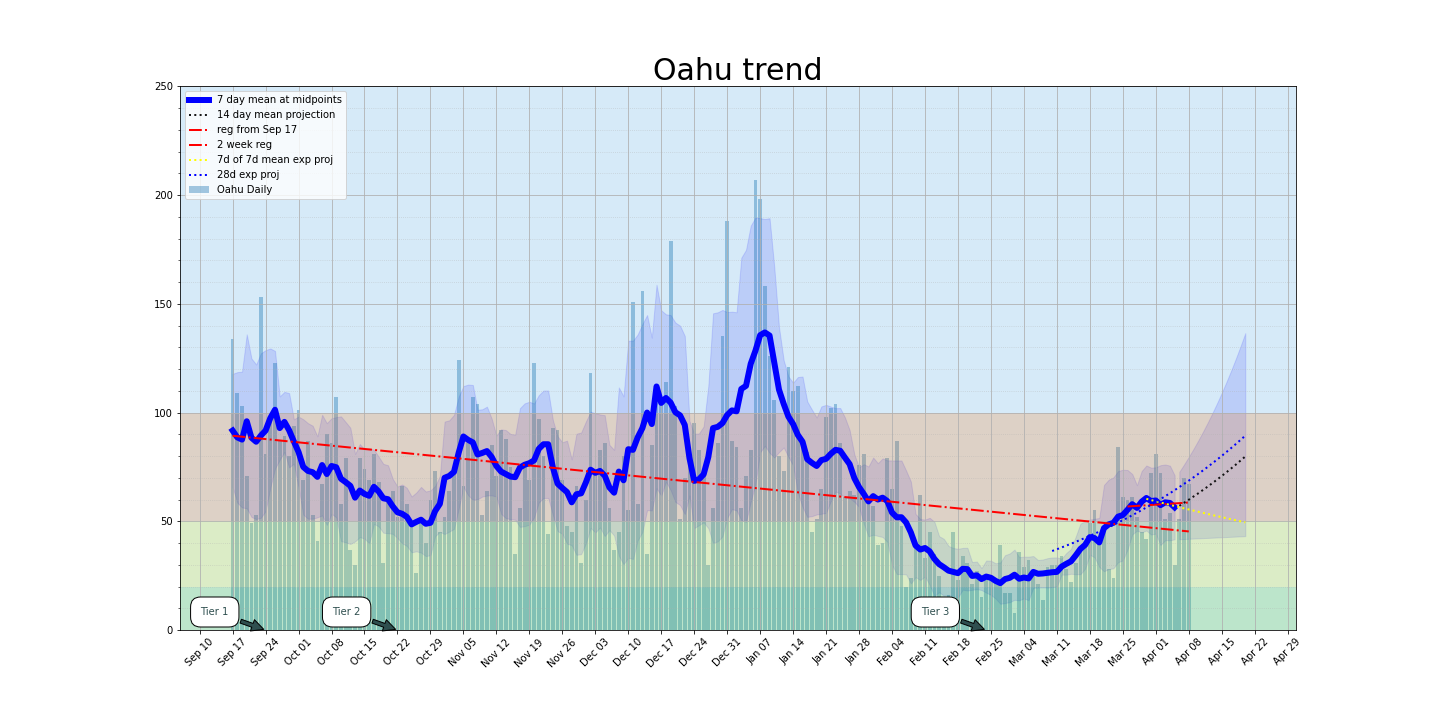 Oahu trend
250
200
150
100
50
0
7 day mean at midpoints
14 day mean projection
reg from Sep 17
2 week reg
7d of 7d mean exp proj
28d exp proj
Oahu Daily
Tier 1
Tier 2
Tier 3
Sep 10
Sep 17
Sep 24
Oct 01
Oct 08
Oct 15
Oct 22
Oct 29
Nov 05
Nov 12
Nov 19
Nov 26
Dec 03
Dec 10
Dec 17
Dec 24
Dec 31
Jan 07
Jan 14
Jan 21
Jan 28
Feb 04
Feb 11
Feb 18
Feb 25
Mar 04
Mar 11
Mar 18
Mar 25
Apr 01
Apr 08
Apr 15
Apr 22
Apr 29